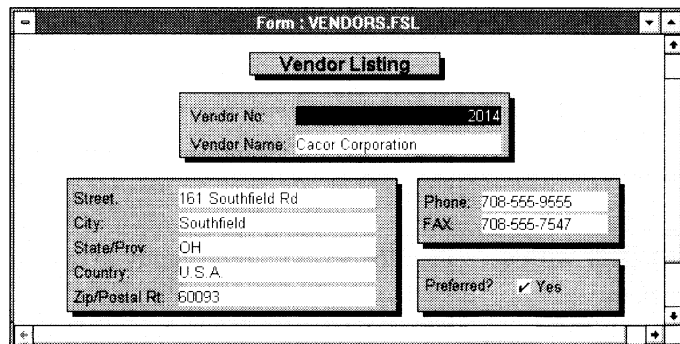 Form : VENDORS.FSL
Vendor Listing
Vendor No: 2014
Vendor Name: Cacor Corporation
Street: 161 Southfield Rd
City: Southfield
State/Prov: OH
Country: U.S.A
Zip/Postal Rt: 60093
Phone: 708-555-9555
FAX: 708-555-7547
Preferred? ✓ Yes